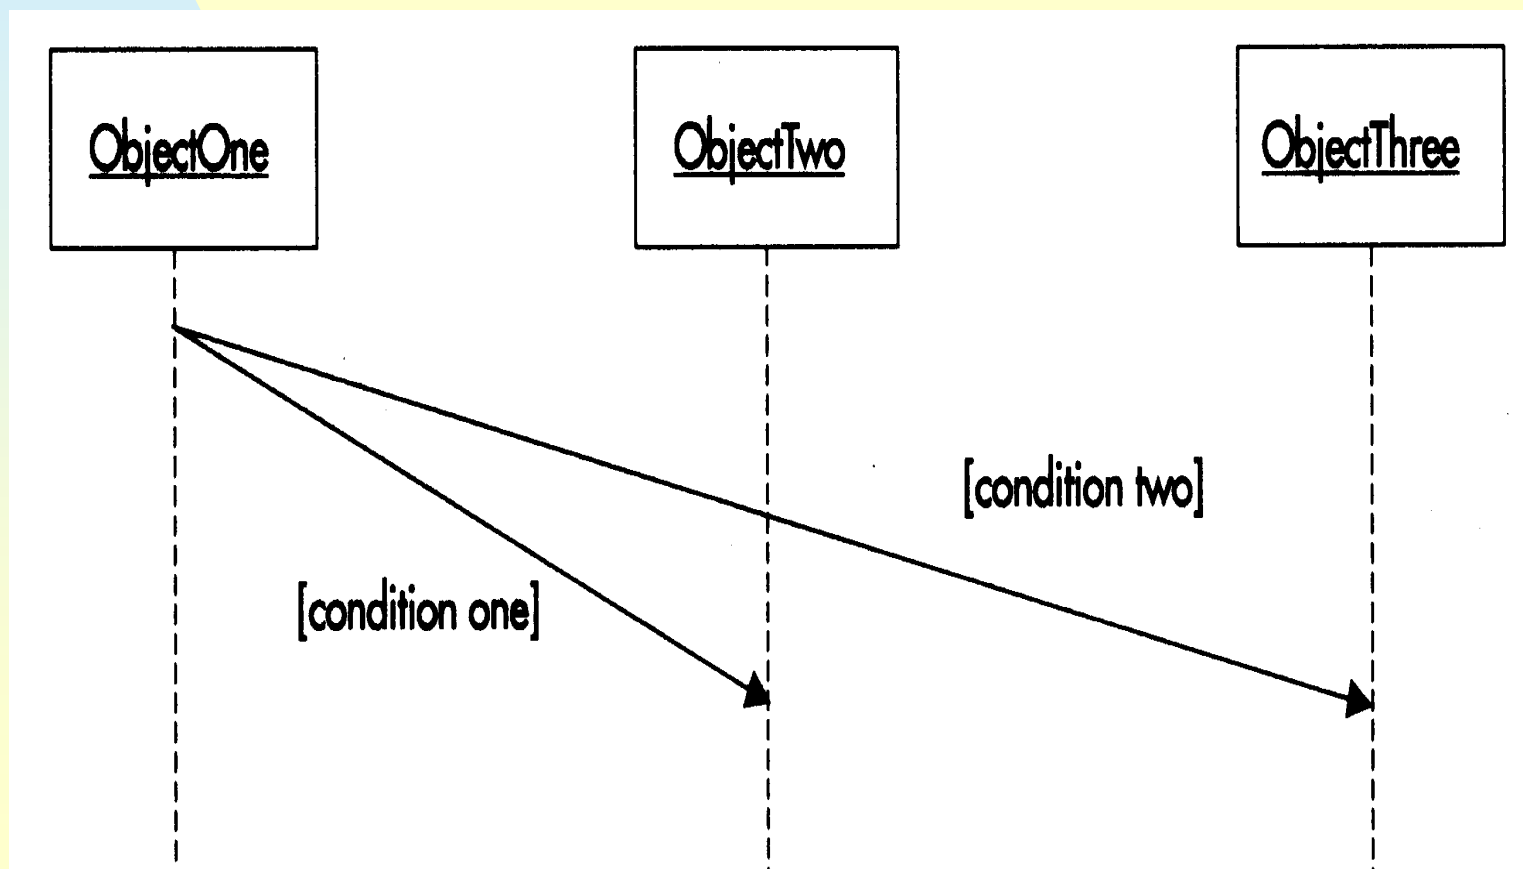 ObjectOne
ObjectTwo
ObjectThree
[condition two]
[condition one]